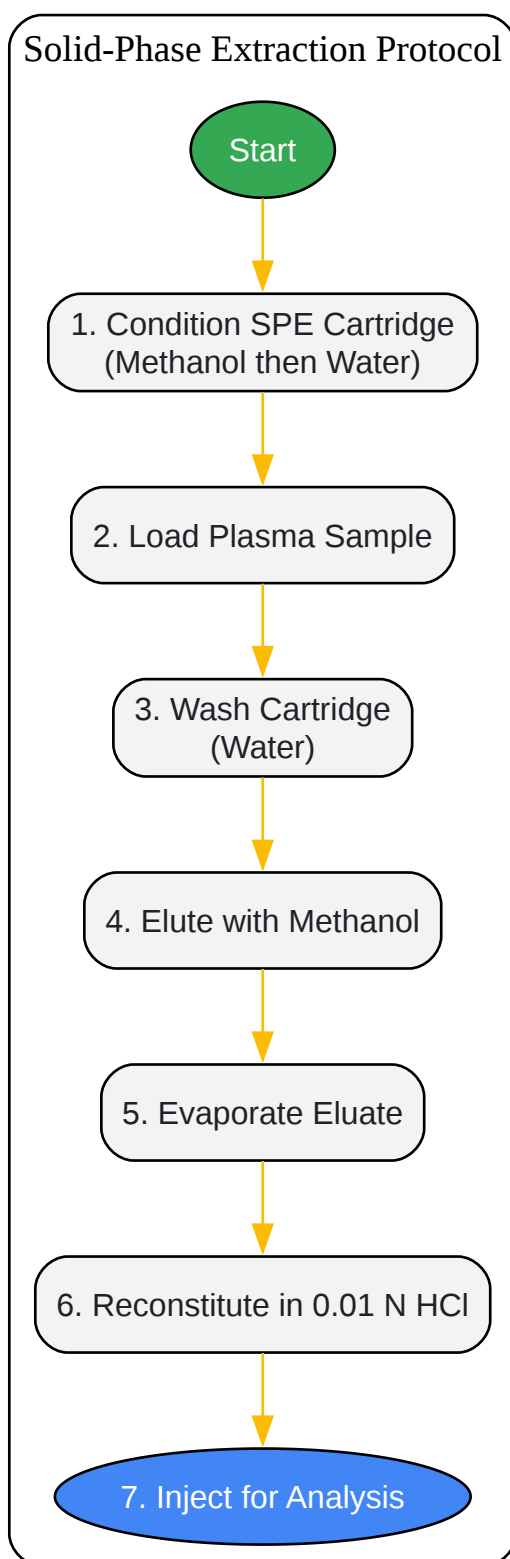 Solid-Phase Extraction Protocol
Start
1. Condition SPE Cartridge
(Methanol then Water)
2. Load Plasma Sample
3. Wash Cartridge
(Water)
4. Elute with Methanol
5. Evaporate Eluate
6. Reconstitute in 0.01 N HCl
7. Inject for Analysis